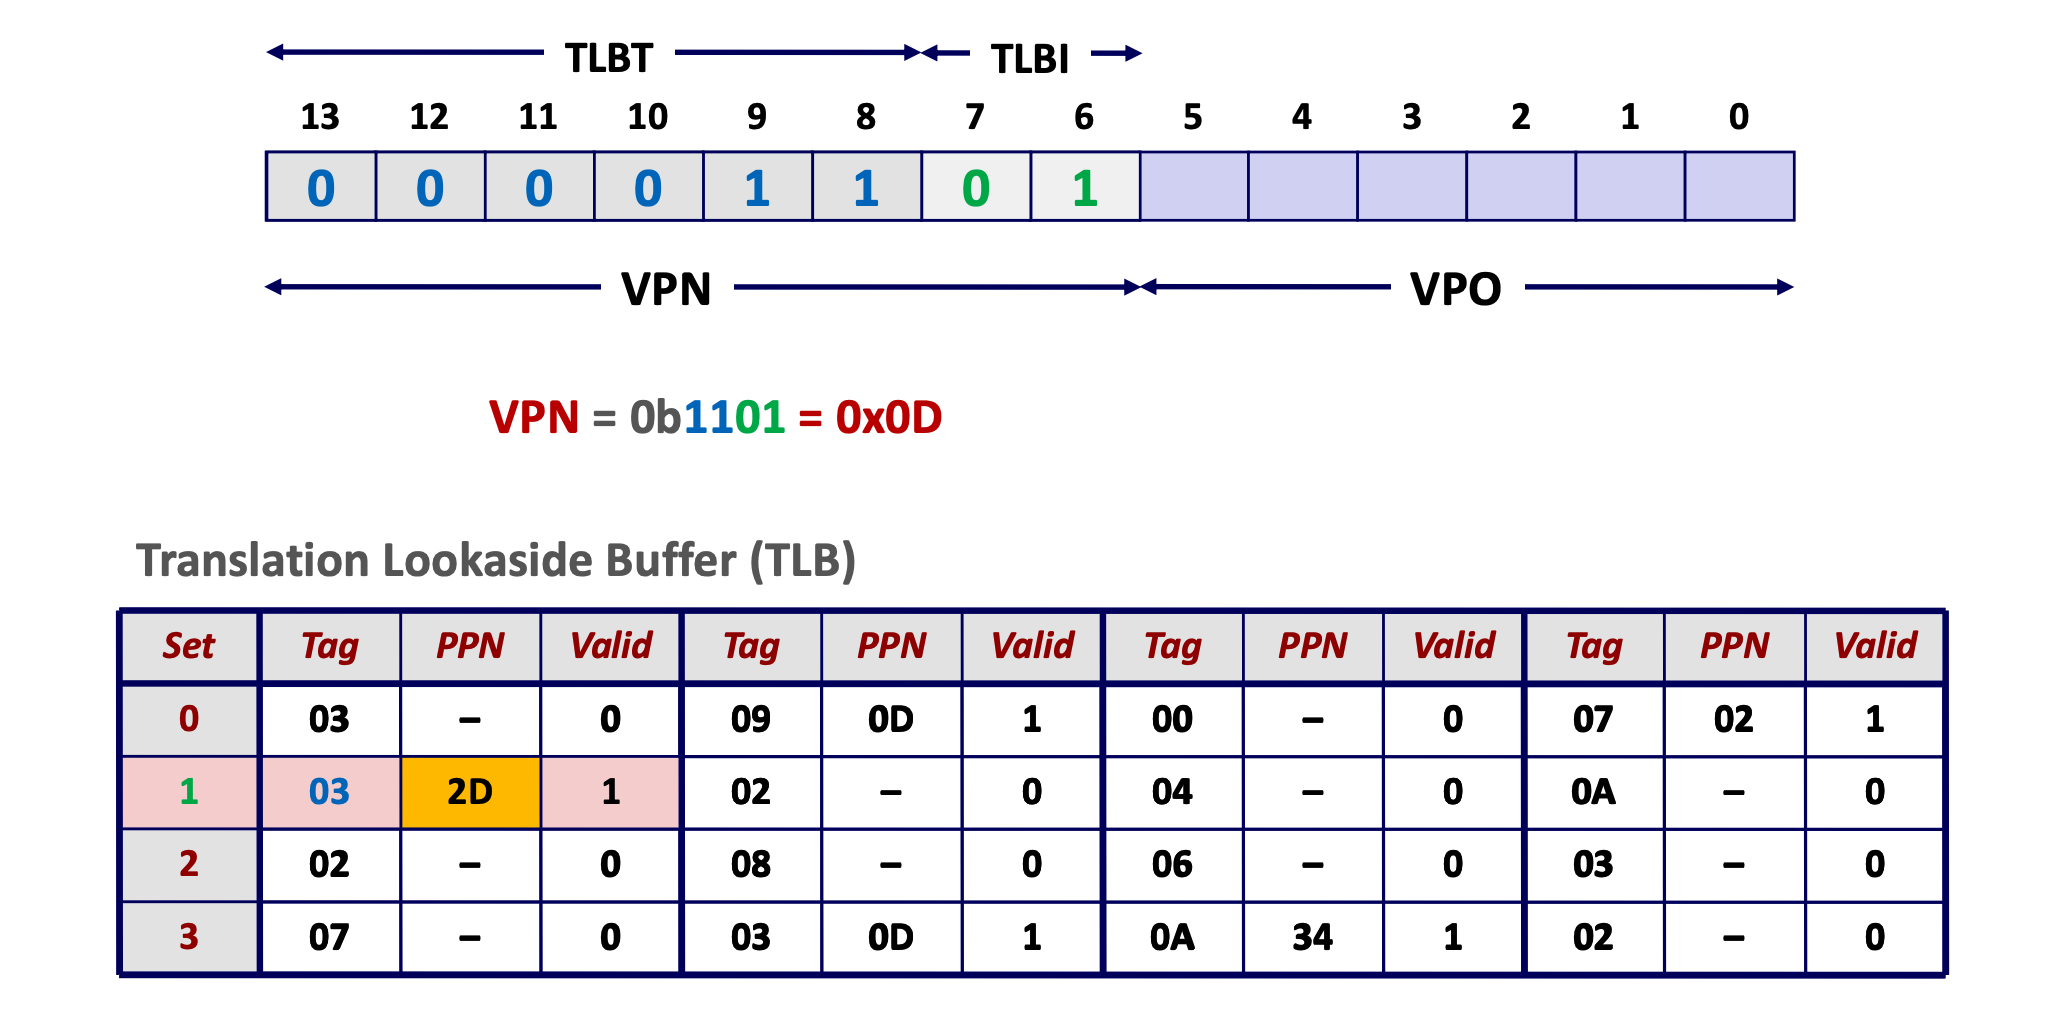 TLBT TLBI
13 12 11 10 9 8 7 6 5 4 3 2 1 0
0 0 0 0 1 1 0 1
VPN VPO
VPN = 0b1101 = 0x0D
Translation Lookaside Buffer (TLB)
Set Tag PPN Valid Tag PPN Valid Tag PPN Valid Tag PPN Valid
0 03 – 0 09 0D 1 00 – 0 07 02 1
1 03 2D 1 02 – 0 04 – 0 0A – 0
2 02 – 0 08 – 0 06 – 0 03 – 0
3 07 – 0 03 0D 1 0A 34 1 02 – 0